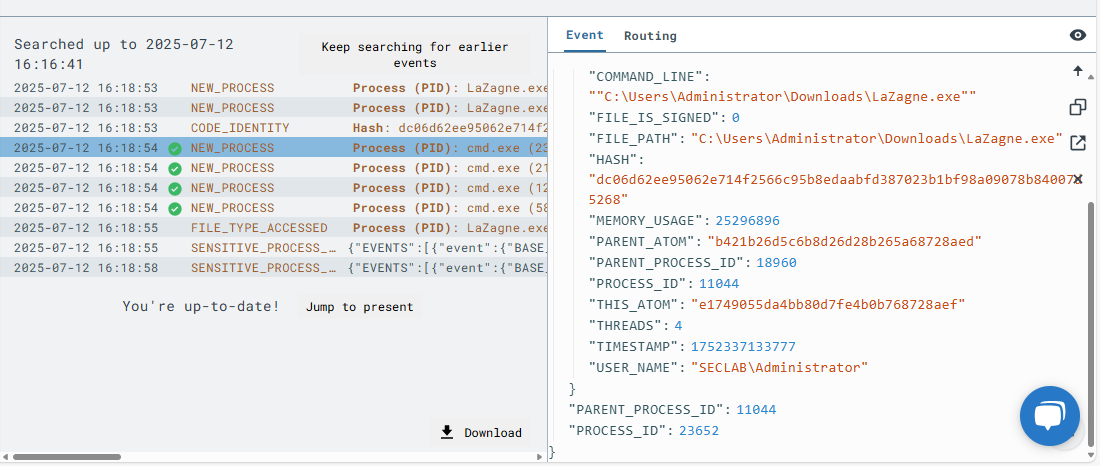 Searched up to 2025-07-12
16:16:41
Keep searching for earlier
events
2025-07-12 16:18:53 NEW_PROCESS Process (PID): LaZagne.exe
2025-07-12 16:18:53 NEW_PROCESS Process (PID): LaZagne.exe
2025-07-12 16:18:53 CODE_IDENTITY Hash: dc06d62ee95062e714f2
2025-07-12 16:18:54 NEW_PROCESS Process (PID): cmd.exe (23
2025-07-12 16:18:54 NEW_PROCESS Process (PID): cmd.exe (21
2025-07-12 16:18:54 NEW_PROCESS Process (PID): cmd.exe (12
2025-07-12 16:18:54 NEW_PROCESS Process (PID): cmd.exe (58
2025-07-12 16:18:55 FILE_TYPE_ACCESSED Process (PID): LaZagne.exe
2025-07-12 16:18:55 SENSITIVE_PROCESS_… {"EVENTS":[{"event":{"BASE_
2025-07-12 16:18:58 SENSITIVE_PROCESS_… {"EVENTS":[{"event":{"BASE_
You're up-to-date! Jump to present
Download
Event Routing
"COMMAND_LINE":
""C:\Users\Administrator\Downloads\LaZagne.exe""
"FILE_IS_SIGNED": 0
"FILE_PATH": "C:\Users\Administrator\Downloads\LaZagne.exe"
"HASH":
"dc06d62ee95062e714f2566c95b8edaabfd387023b1bf98a09078b84007
5268"
"MEMORY_USAGE": 25296896
"PARENT_ATOM": "b421b26d5c6b8d26d28b265a68728aed"
"PARENT_PROCESS_ID": 18960
"PROCESS_ID": 11044
"THIS_ATOM": "e1749055da4bb80d7fe4b0b768728aef"
"THREADS": 4
"TIMESTAMP": 1752337133777
"USER_NAME": "SECLAB\Administrator"
}
"PARENT_PROCESS_ID": 11044
"PROCESS_ID": 23652
}